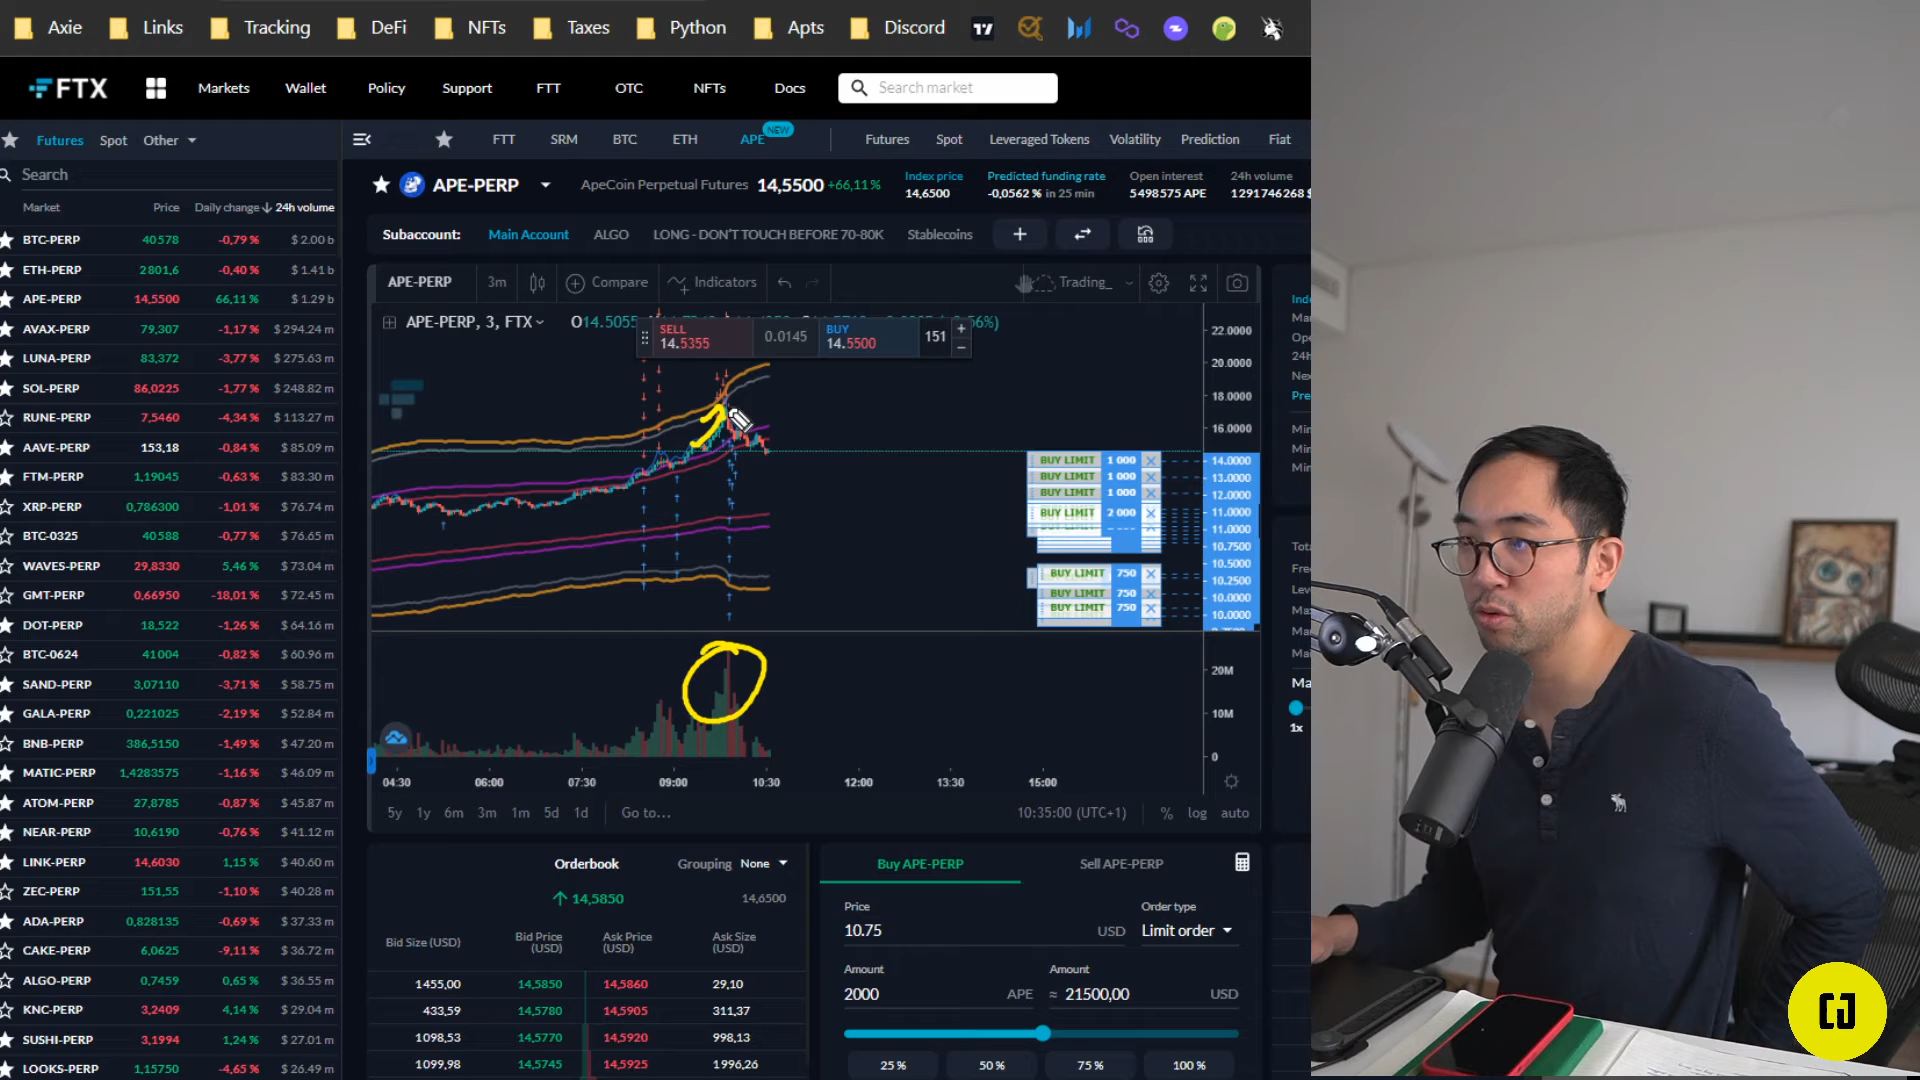 Axie Links Tracking DeFi NFTs Taxes Python Apts Discord
FTX Markets Wallet Policy Support FTT OTC NFTs Docs Search market
Futures Spot Other
FTT SRM BTC ETH APE NEW Futures Spot Leveraged Tokens Volatility Prediction Fiat
Search
Market Price Daily change 24h volume
BTC-PERP 40578 -0,79 % $ 2.00 b
ETH-PERP 2801,6 -0,40 % $ 1.41 b
APE-PERP 14,5500 66,11 % $ 1.29 b
AVAX-PERP 79,307 -1,17 % $ 294.24 m
LUNA-PERP 83,372 -3,77 % $ 275.63 m
SOL-PERP 86,0225 -1,77 % $ 248.82 m
RUNE-PERP 7,5460 -4,34 % $ 113.27 m
AAVE-PERP 153,18 -0,84 % $ 85.09 m
FTM-PERP 1,19045 -0,63 % $ 83.30 m
XRP-PERP 0,786300 -1,01 % $ 76.74 m
BTC-0325 40588 -0,77 % $ 76.65 m
WAVES-PERP 29,8330 5,46 % $ 73.04 m
GMT-PERP 0,66950 -18,01 % $ 72.45 m
DOT-PERP 18,522 -1,26 % $ 64.16 m
BTC-0624 41004 -0,82 % $ 60.96 m
SAND-PERP 3,07110 -3,71 % $ 58.75 m
GALA-PERP 0,221025 -2,19 % $ 52.84 m
BNB-PERP 386,5150 -1,49 % $ 47.20 m
MATIC-PERP 1,4283575 -1,16 % $ 46.09 m
ATOM-PERP 27,8785 -0,87 % $ 45.87 m
NEAR-PERP 10,6190 -0,76 % $ 41.12 m
LINK-PERP 14,6030 1,15 % $ 40.60 m
ZEC-PERP 151,55 -1,10 % $ 40.28 m
ADA-PERP 0,828135 -0,69 % $ 37.33 m
CAKE-PERP 6,0625 -9,11 % $ 36.72 m
ALGO-PERP 0,7459 0,65 % $ 36.55 m
KNC-PERP 3,2409 4,14 % $ 29.04 m
SUSHI-PERP 3,1994 1,24 % $ 27.01 m
LOOKS-PERP 1,15750 -4,65 % $ 26.49 m
APE-PERP ApeCoin Perpetual Futures 14,5500 +66,11 %
Index price Predicted funding rate Open interest 24h volume
14,6500 -0,0562 % in 25 min 5498575 APE 1291746268 $
Subaccount: Main Account ALGO LONG - DON'T TOUCH BEFORE 70-80K Stablecoins
APE-PERP 3m Compare Indicators Trading_
APE-PERP, 3, FTX O14.5055
SELL 14.5355 0.0145 BUY 14.5500 151 + −
22.0000
20.0000
18.0000
16.0000
BUY LIMIT 1 000 14.0000
BUY LIMIT 1 000 13.0000
BUY LIMIT 1 000 12.0000
BUY LIMIT 2 000 11.0000
11.0000
10.7500
10.5000
BUY LIMIT 750 10.2500
BUY LIMIT 750 10.0000
BUY LIMIT 750 10.0000
20M
10M
0
04:30 06:00 07:30 09:00 10:30 12:00 13:30 15:00
5y 1y 6m 3m 1m 5d 1d Go to... 10:35:00 (UTC+1) % log auto
1x
Orderbook Grouping None
14,5850 14,6500
Bid Size (USD) Bid Price (USD) Ask Price (USD) Ask Size (USD)
1455,00 14,5850 14,5860 29,10
433,59 14,5780 14,5905 311,37
1098,53 14,5770 14,5920 998,13
1099,98 14,5745 14,5925 1996,26
Buy APE-PERP Sell APE-PERP
Price Order type
10.75 USD Limit order
Amount Amount
2000 APE ≈ 21500,00 USD
25 % 50 % 75 % 100 %